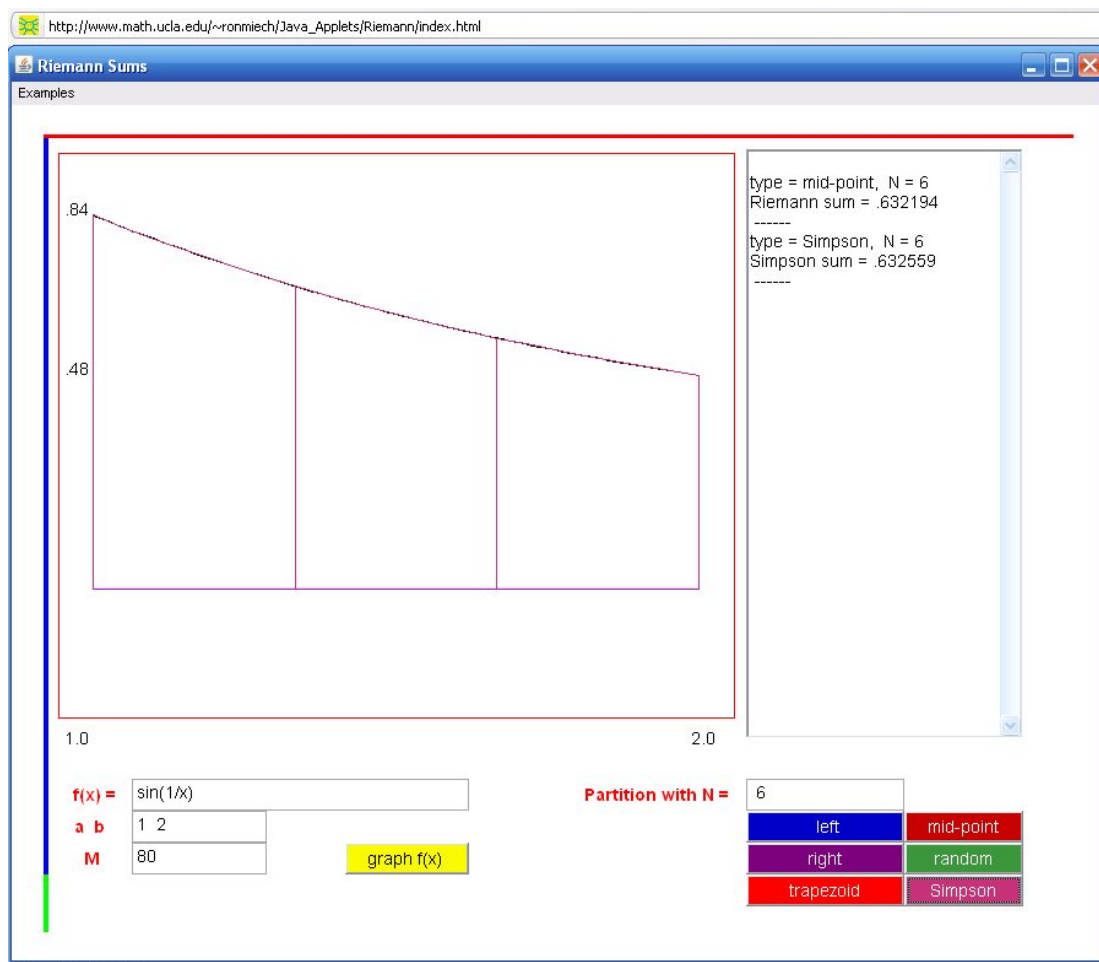 http://www.math.ucla.edu/~ronmiech/Java_Applets/Riemann/index.html
Riemann Sums
Examples
.84
.48
1.0 2.0
type = mid-point, N = 6
Riemann sum = .632194
------
type = Simpson, N = 6
Simpson sum = .632559
------
f(x) = sin(1/x)
a b 1 2
M 80
graph f(x)
Partition with N = 6
left mid-point
right random
trapezoid Simpson